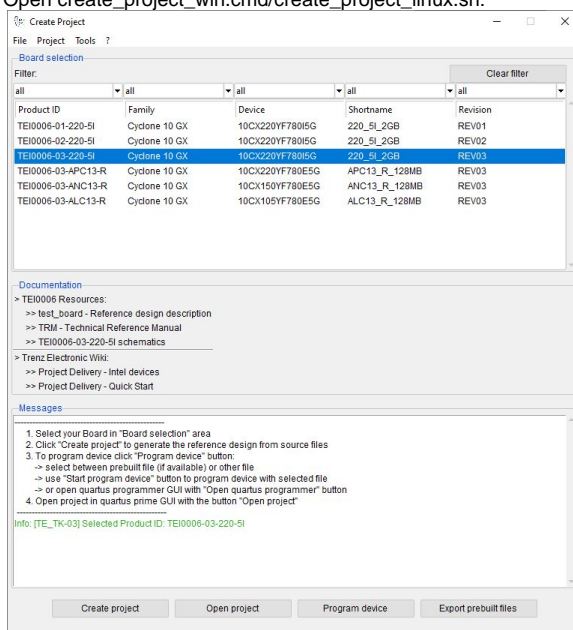 Open create_project_win.cmd/create_project_linux.sh:
Create Project
File Project Tools ?
Board selection
Filter:
Clear filter
all all all all all
Product ID Family Device Shortname Revision
TEI0006-01-220-5I Cyclone 10 GX 10CX220YF780I5G 220_5I_2GB REV01
TEI0006-02-220-5I Cyclone 10 GX 10CX220YF780I5G 220_5I_2GB REV02
TEI0006-03-220-5I Cyclone 10 GX 10CX220YF780I5G 220_5I_2GB REV03
TEI0006-03-APC13-R Cyclone 10 GX 10CX220YF780E5G APC13_R_128MB REV03
TEI0006-03-ANC13-R Cyclone 10 GX 10CX150YF780E5G ANC13_R_128MB REV03
TEI0006-03-ALC13-R Cyclone 10 GX 10CX105YF780E5G ALC13_R_128MB REV03
Documentation
> TEI0006 Resources:
>> test_board - Reference design description
>> TRM - Technical Reference Manual
>> TEI0006-03-220-5I schematics
> Trenz Electronic Wiki:
>> Project Delivery - Intel devices
>> Project Delivery - Quick Start
Messages
----------------------------------------------------
1. Select your Board in "Board selection" area
2. Click "Create project" to generate the reference design from source files
3. To program device click "Program device" button:
-> select between prebuilt file (if available) or other file
-> use "Start program device" button to program device with selected file
-> or open quartus programmer GUI with "Open quartus programmer" button
4. Open project in quartus prime GUI with the button "Open project"
----------------------------------------------------
Info: [TE_TK-03] Selected Product ID: TEI0006-03-220-5I
Create project Open project Program device Export prebuilt files